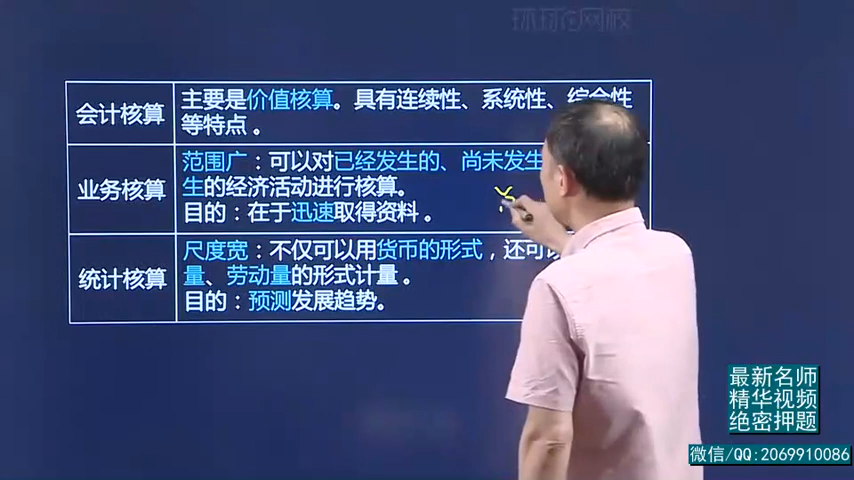 环球网校
会计核算
主要是价值核算。具有连续性、系统性、综合性
等特点 。
业务核算
范围广：可以对已经发生的、尚未发生
生的经济活动进行核算。
目的：在于迅速取得资料 。
统计核算
尺度宽：不仅可以用货币的形式，还可
量、劳动量的形式计量 。
目的：预测发展趋势。
最新名师
精华视频
绝密押题
微信/QQ:2069910086